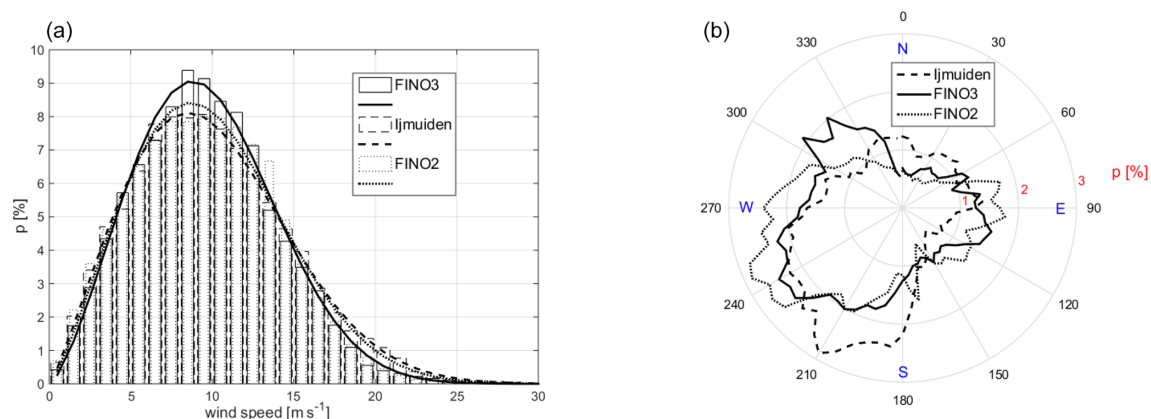 (a)
p [%]
10
9
8
7
6
5
4
3
2
1
0
0 5 10 15 20 25 30
wind speed [m s⁻¹]
FINO3
Ijmuiden
FINO2
(b)
0
330 30
N
Ijmuiden
FINO3
FINO2
300 60
p [%]
1 2 3
270 W E 90
240 120
210 S 150
180